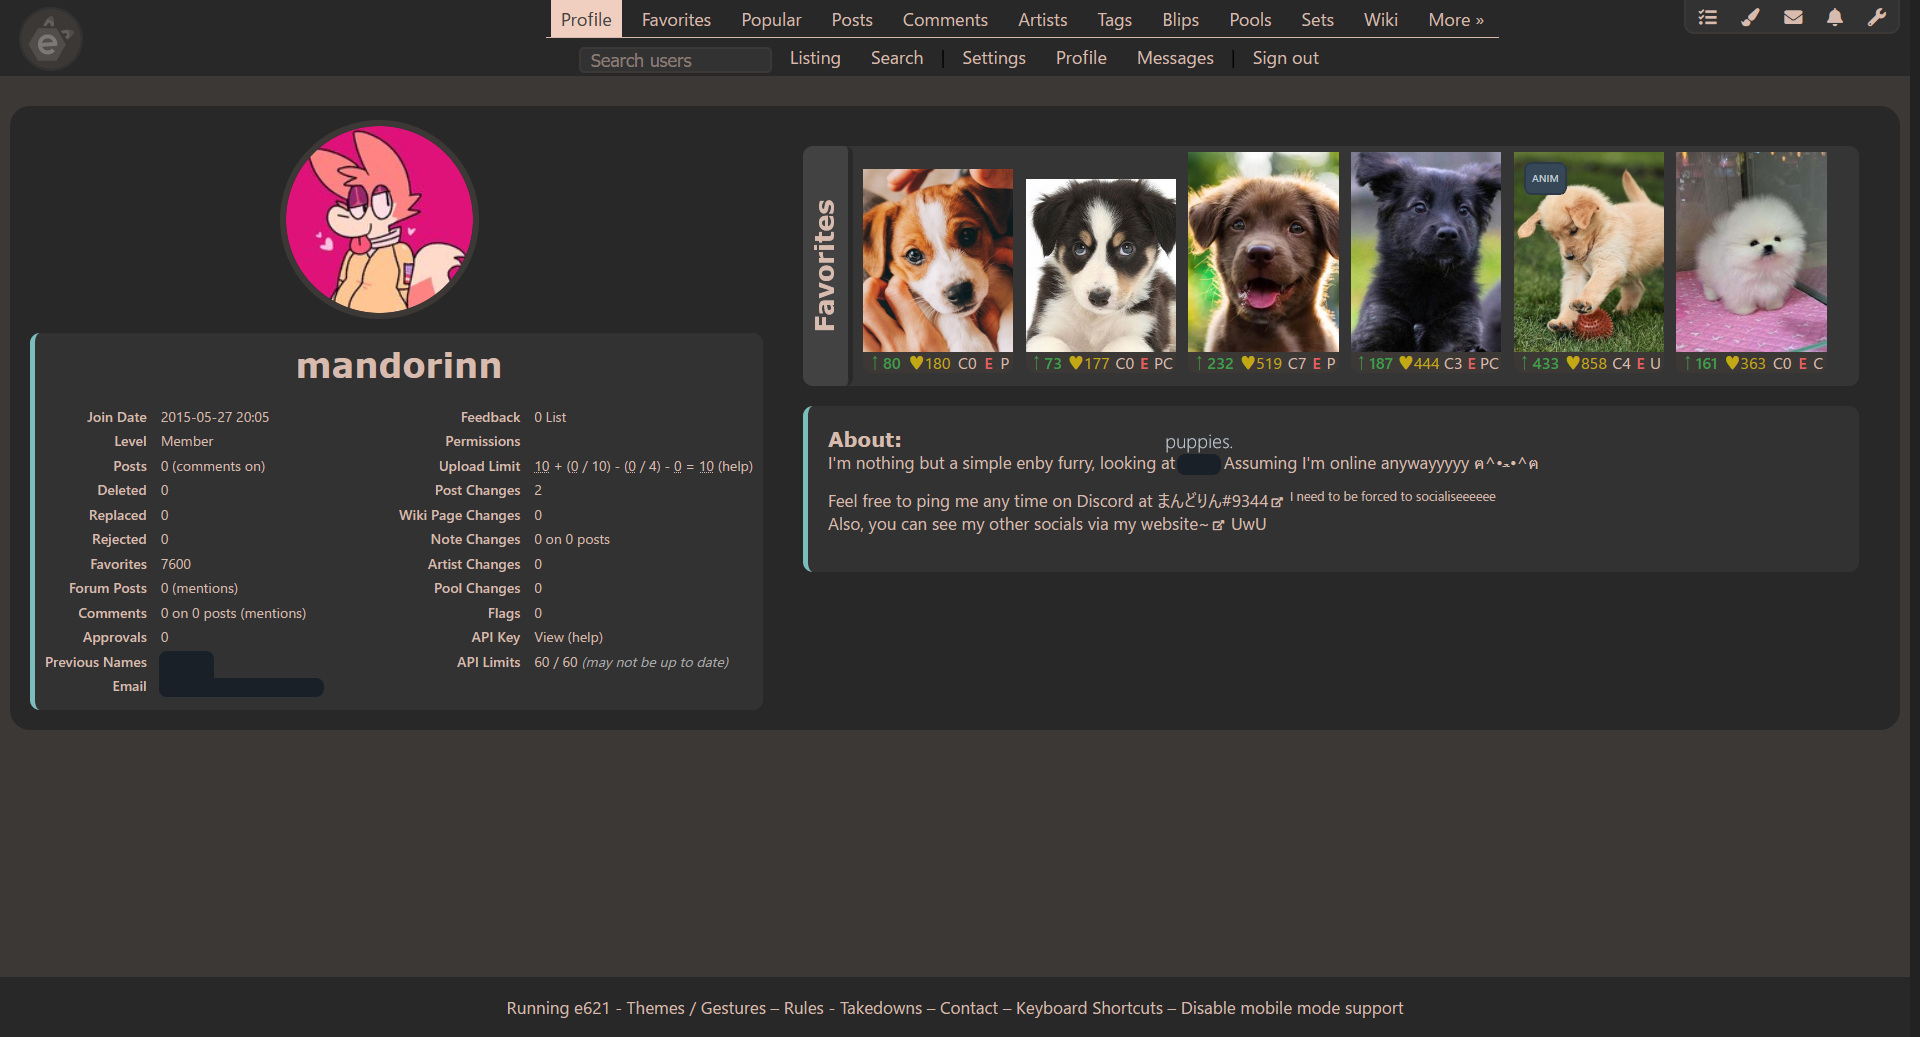 Profile Favorites Popular Posts Comments Artists Tags Blips Pools Sets Wiki More »
Search users Listing Search | Settings Profile Messages | Sign out
mandorinn
Join Date 2015-05-27 20:05
Level Member
Posts 0 (comments on)
Deleted 0
Replaced 0
Rejected 0
Favorites 7600
Forum Posts 0 (mentions)
Comments 0 on 0 posts (mentions)
Approvals 0
Previous Names
Email
Feedback 0 List
Permissions
Upload Limit 10 + (0 / 10) - (0 / 4) - 0 = 10 (help)
Post Changes 2
Wiki Page Changes 0
Note Changes 0 on 0 posts
Artist Changes 0
Pool Changes 0
Flags 0
API Key View (help)
API Limits 60 / 60 (may not be up to date)
Favorites
ANIM
↑80 ♥180 C0 E P
↑73 ♥177 C0 E PC
↑232 ♥519 C7 E P
↑187 ♥444 C3 E PC
↑433 ♥858 C4 E U
↑161 ♥363 C0 E C
About:
puppies.
I'm nothing but a simple enby furry, looking at Assuming I'm online anywayyyyy ฅ^•ﻌ•^ฅ
Feel free to ping me any time on Discord at まんどりん#9344 I need to be forced to socialiseeeeee
Also, you can see my other socials via my website~ UwU
Running e621 - Themes / Gestures – Rules - Takedowns – Contact – Keyboard Shortcuts – Disable mobile mode support